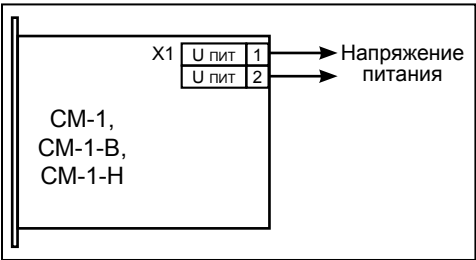 X1 U пит 1 Напряжение
U пит 2 питания
СМ-1,
СМ-1-В,
СМ-1-Н